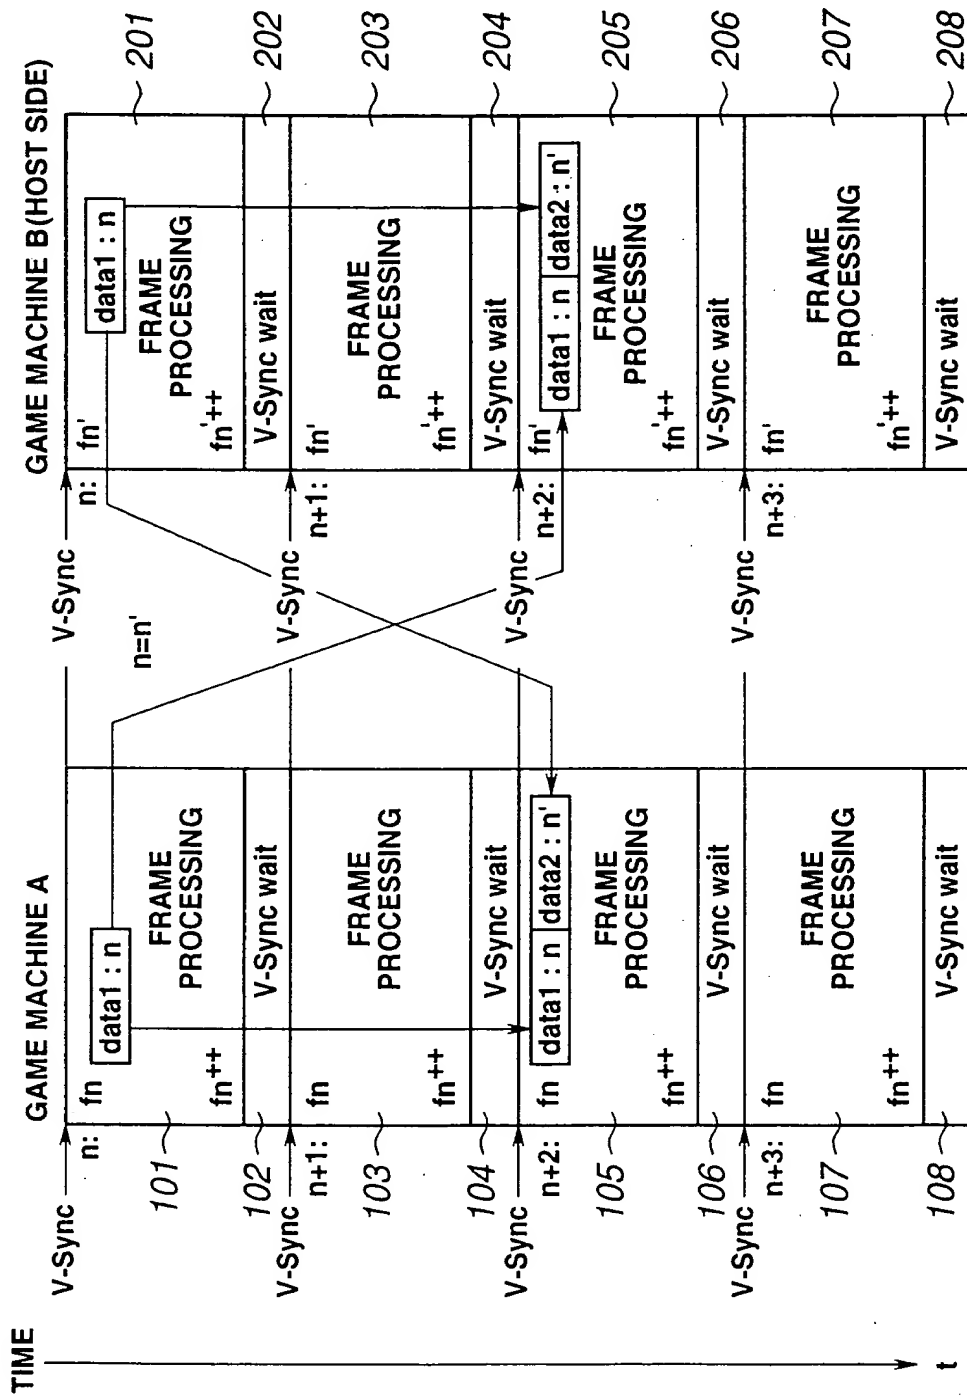 TIME
GAME MACHINE A
GAME MACHINE B(HOST SIDE)
V-Sync
V-Sync
n:
fn
data1 : n
n:
fn'
data1 : n
n=n'
101
FRAME
PROCESSING
fn++
FRAME
PROCESSING
fn'++
201
102
V-Sync wait
V-Sync wait
202
V-Sync
V-Sync
n+1:
fn
n+1:
fn'
103
FRAME
PROCESSING
fn++
FRAME
PROCESSING
fn'++
203
104
V-Sync wait
V-Sync wait
204
V-Sync
V-Sync
n+2:
fn
data1 : n data2 : n'
n+2:
fn'
data1 : n data2 : n'
105
FRAME
PROCESSING
fn++
FRAME
PROCESSING
fn'++
205
106
V-Sync wait
V-Sync wait
206
V-Sync
V-Sync
n+3:
fn
n+3:
fn'
107
FRAME
PROCESSING
fn++
FRAME
PROCESSING
fn'++
207
108
V-Sync wait
V-Sync wait
208
t